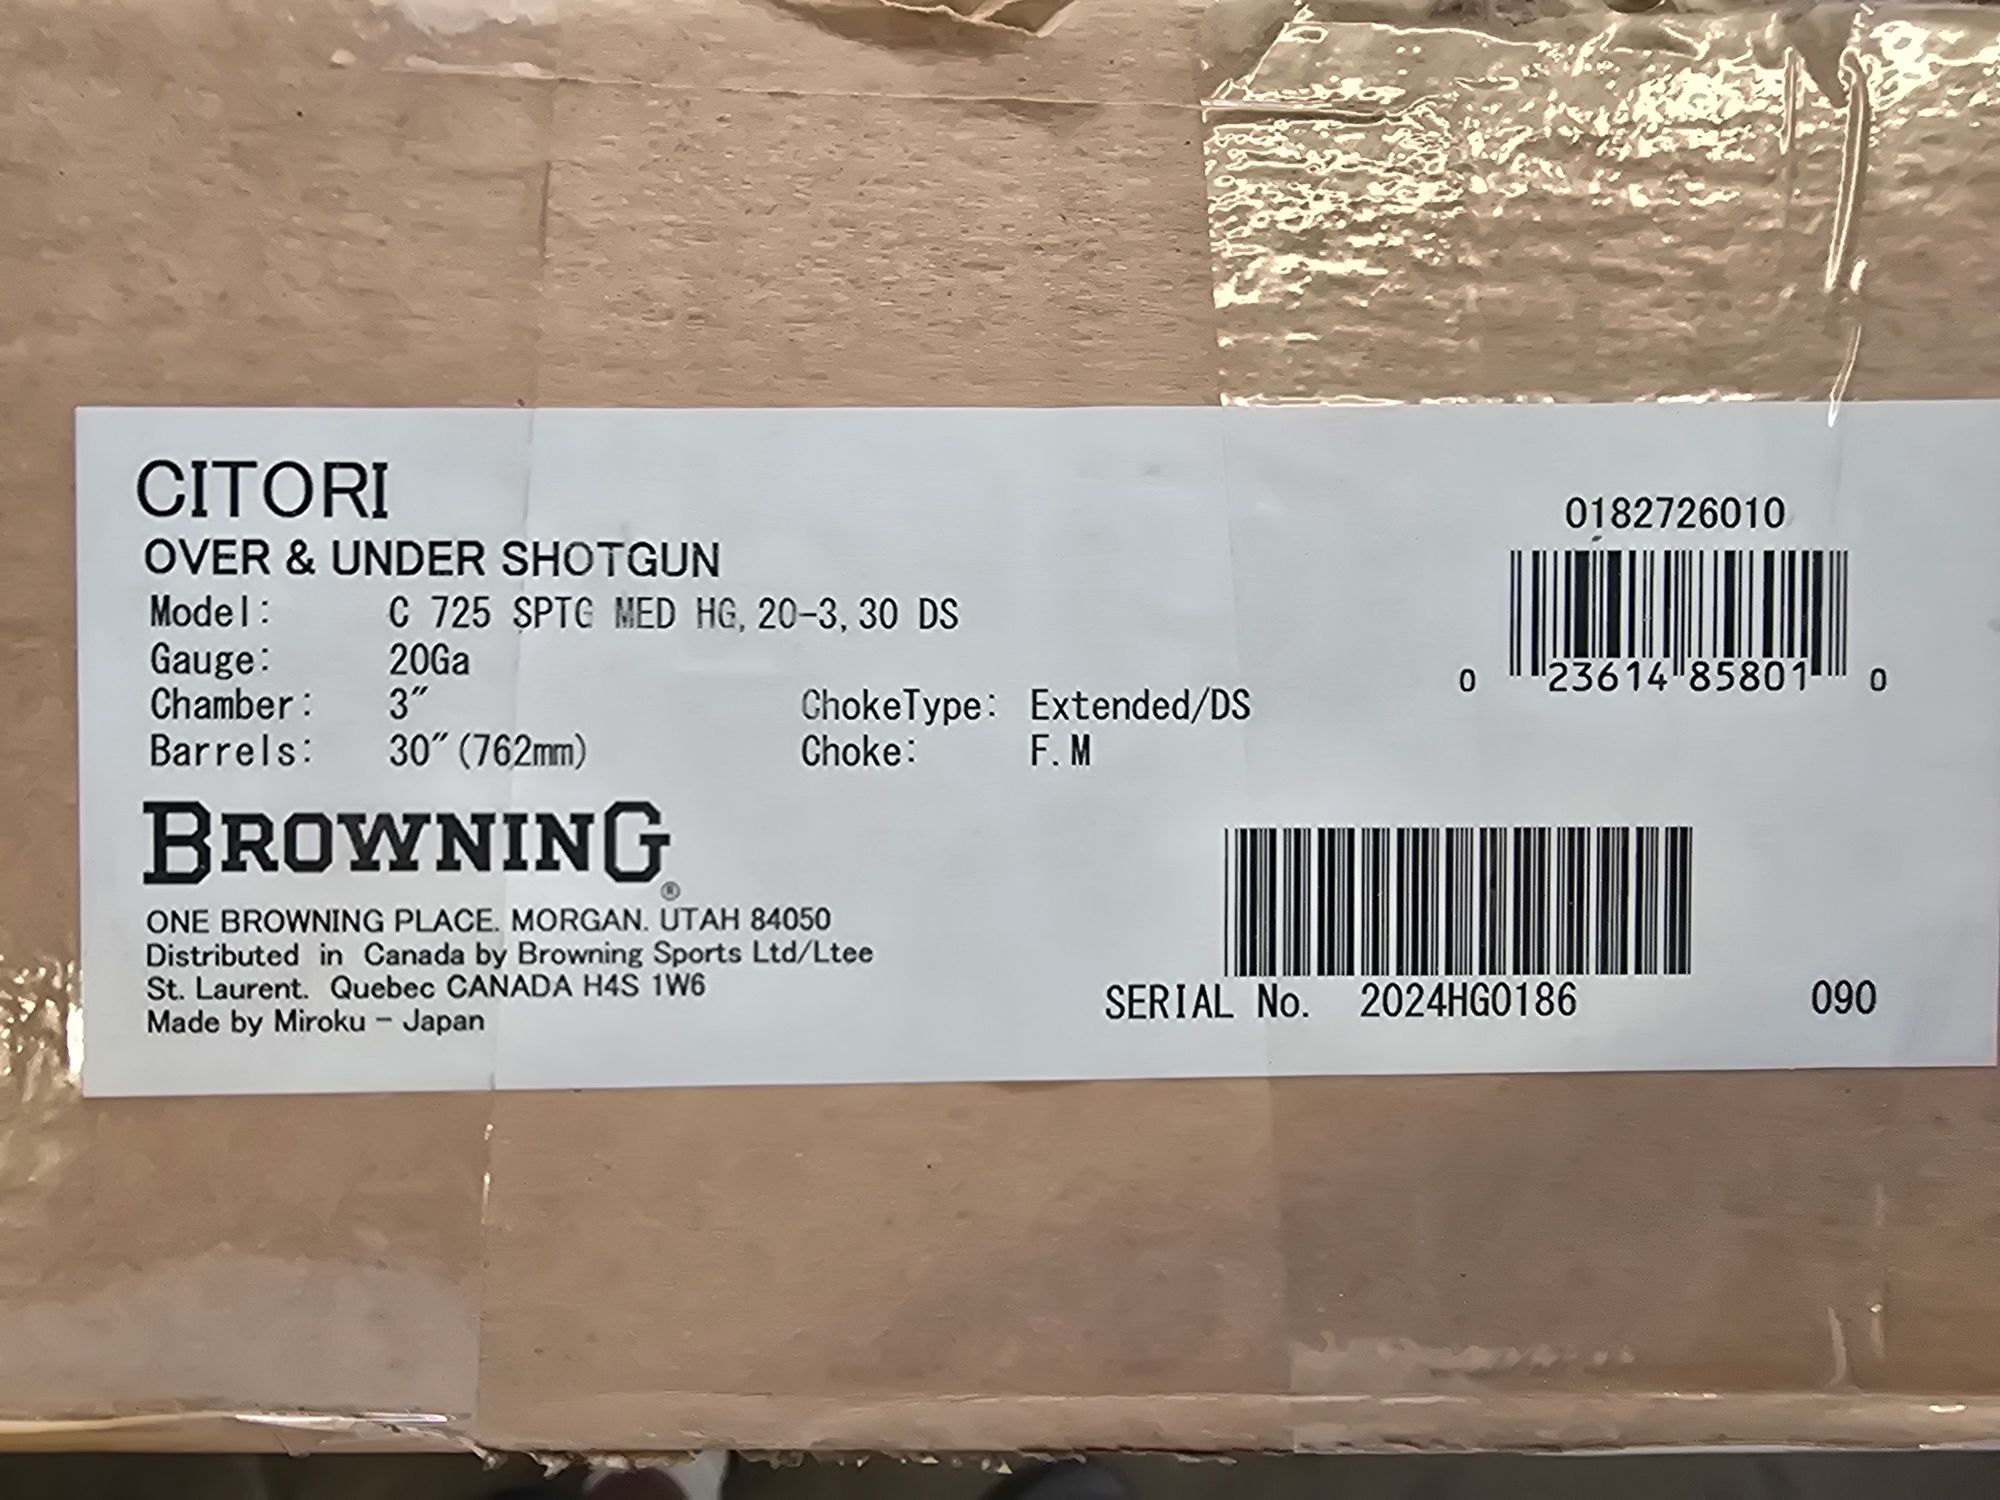 CITORI
OVER & UNDER SHOTGUN
Model: C 725 SPTG MED HG, 20-3, 30 DS
Gauge: 20Ga
Chamber: 3" ChokeType: Extended/DS
Barrels: 30"(762mm) Choke: F.M
0182726010
0 23614 85801 0
BROWNING®
ONE BROWNING PLACE. MORGAN. UTAH 84050
Distributed in Canada by Browning Sports Ltd/Ltee
St. Laurent. Quebec CANADA H4S 1W6
Made by Miroku - Japan
SERIAL No. 2024HG0186 090